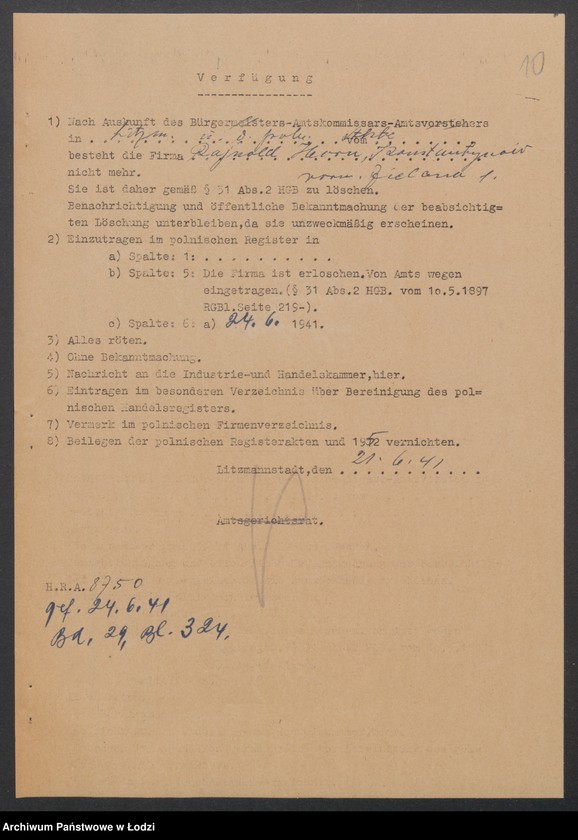 10
Verfügung
1) Nach Auskunft des Bürgermeisters-Amtskommissars-Amtsvorstehers
in Litzm. u. d. poln. vom
besteht die Firma Rajnold Horn, Konstantynow
nicht mehr. vorm.
Sie ist daher gemäß § 31 Abs.2 HGB zu löschen.
Benachrichtigung und öffentliche Bekanntmachung der beabsichtig=
ten Löschung unterbleiben,da sie unzweckmäßig erscheinen.
2) Einzutragen im polnischen Register in
a) Spalte: 1: . . . . . . . . . . .
b) Spalte: 5: Die Firma ist erloschen.Von Amts wegen
eingetragen.(§ 31 Abs.2 HGB. vom 10.5.1897
RGBl.Seite 219-).
c) Spalte: 6: a) 24. 6. 1941.
3) Alles röten.
4) Ohne Bekanntmachung.
5) Nachricht an die Industrie-und Handelskammer,hier.
6) Eintragen im besonderen Verzeichnis über Bereinigung des pol=
nischen Handelsregisters.
7) Vermerk im polnischen Firmenverzeichnis.
8) Beilegen der polnischen Registerakten und 1952 vernichten.
Litzmannstadt,den 21. 6. 41
Amtsgerichtsrat.
H.R.A. 8750
gel. 24.6.41
Bd. 29, Bl. 324.
Archiwum Państwowe w Łodzi